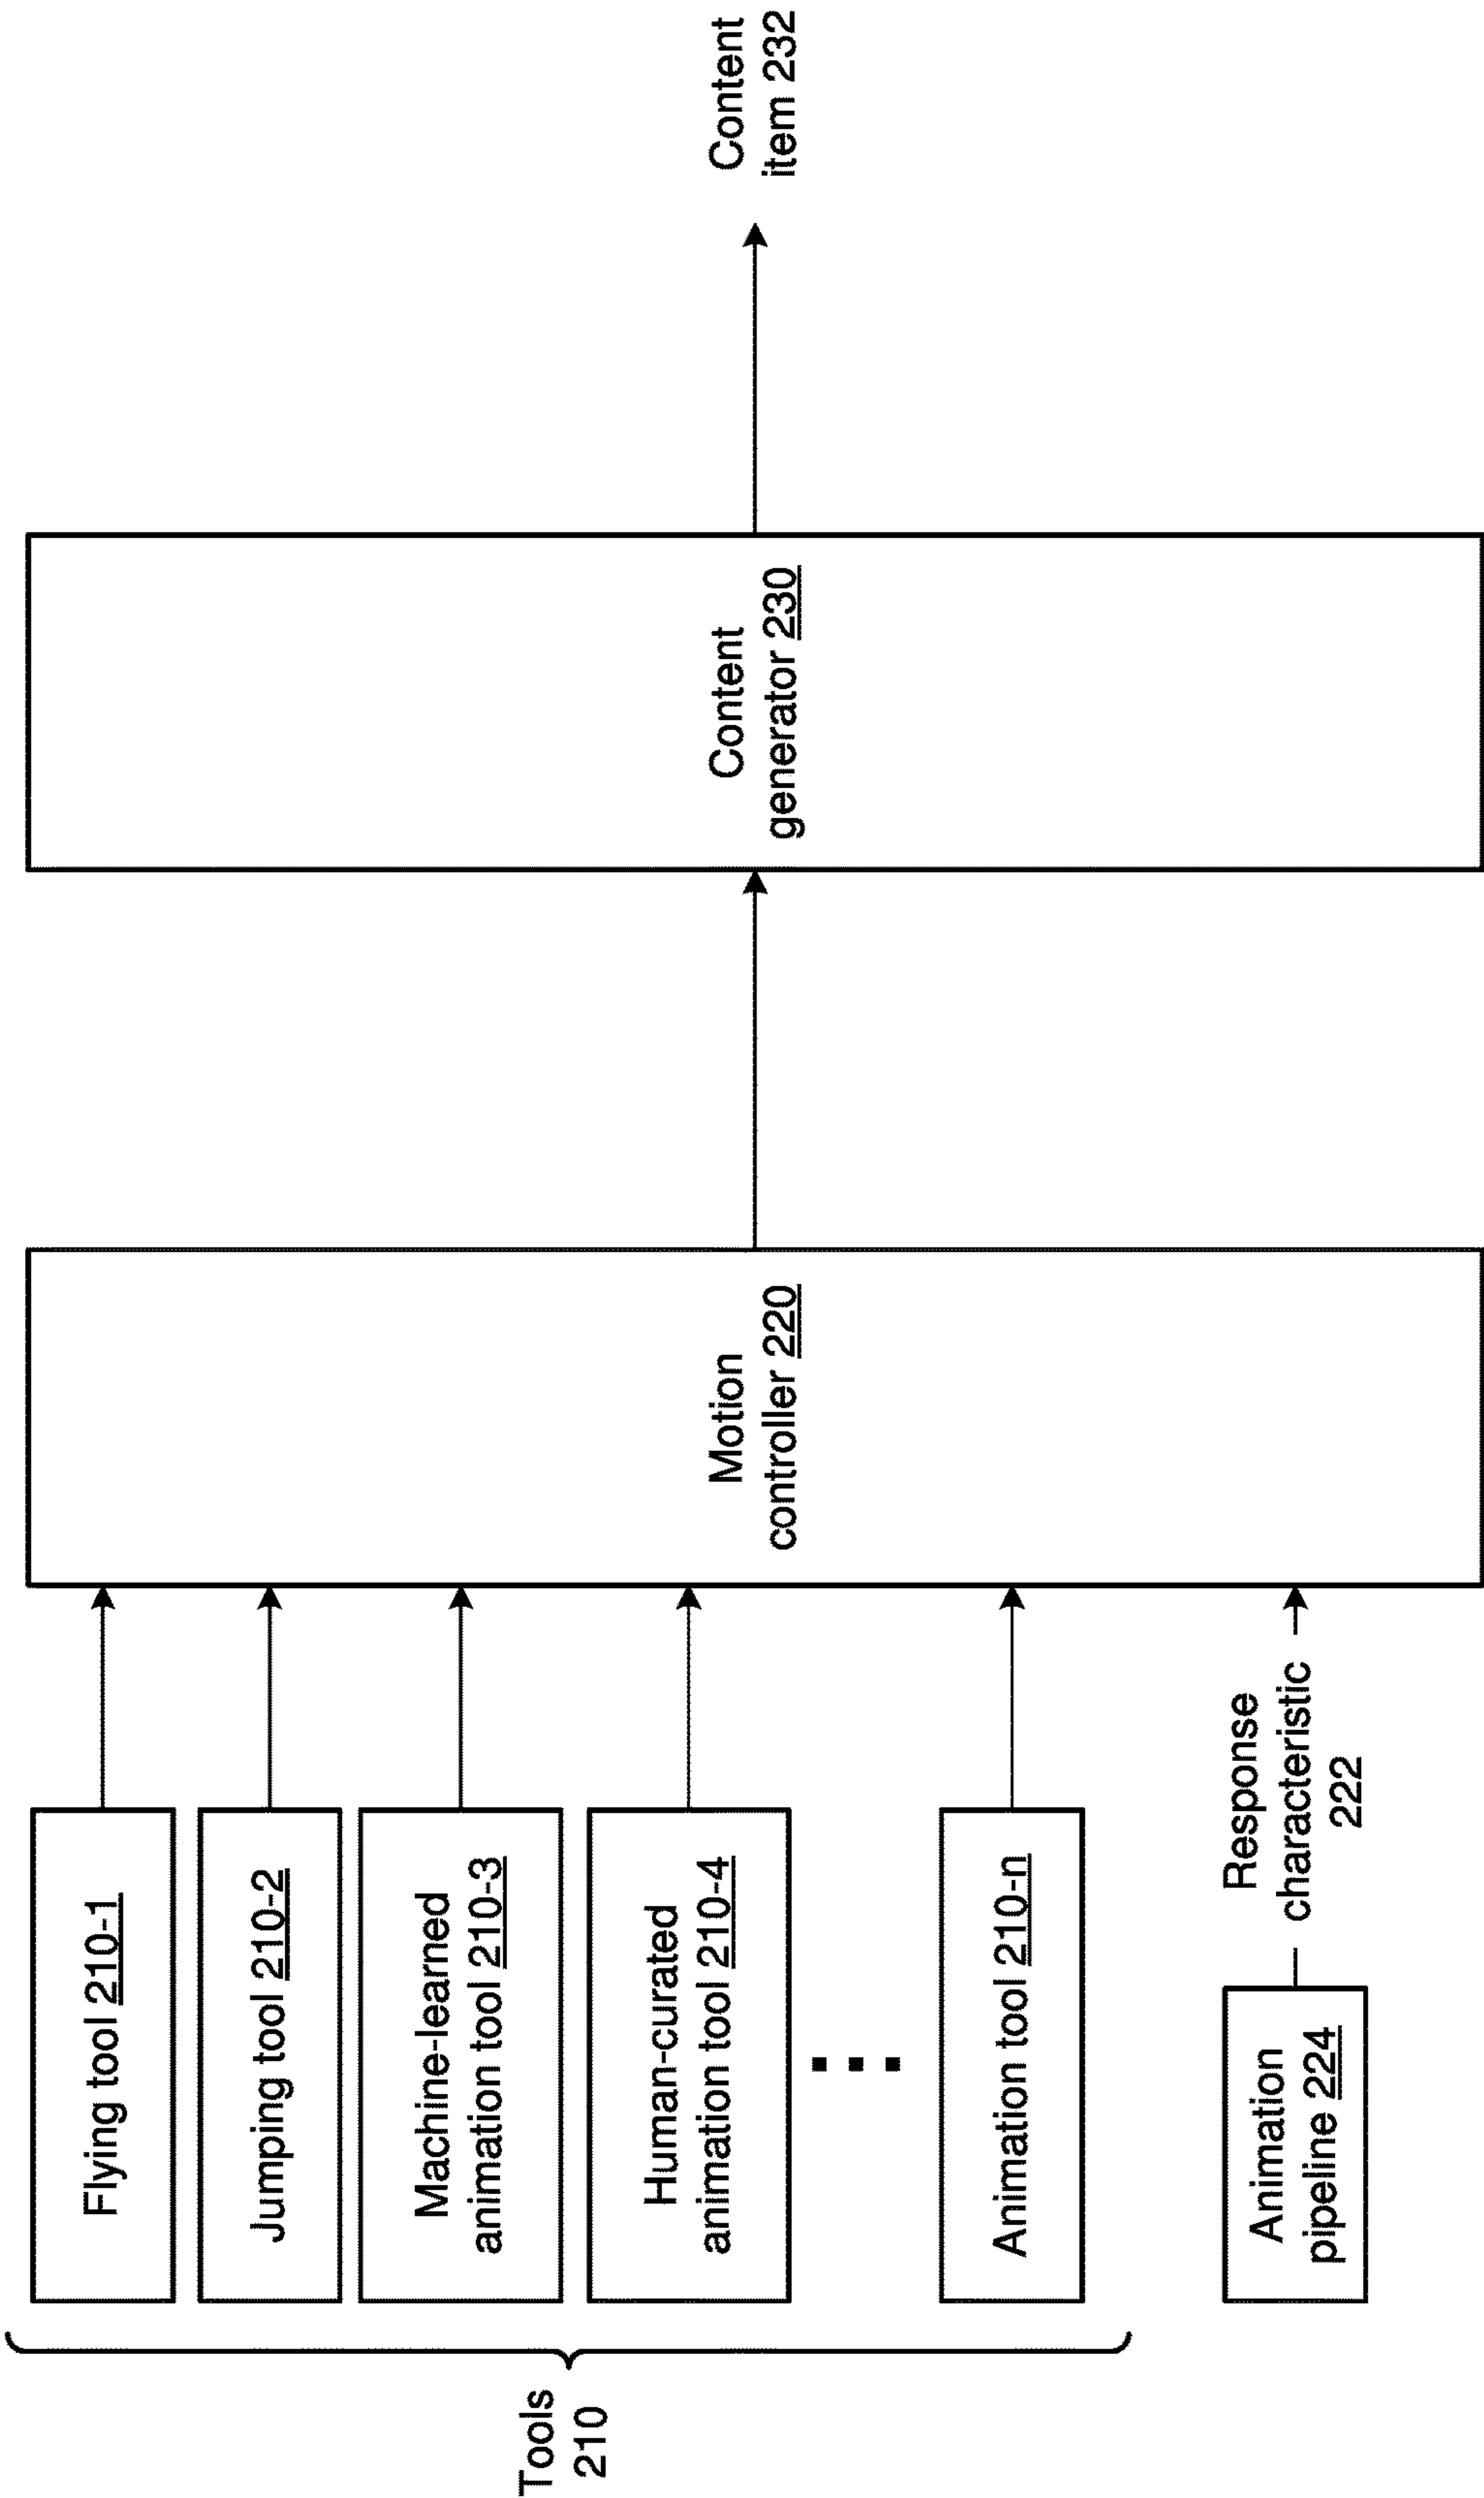 Tools
210
Flying tool 210-1
Jumping tool 210-2
Machine-learned
animation tool 210-3
Human-curated
animation tool 210-4
Animation tool 210-n
Animation
pipeline 224
Response
characteristic
222
Motion
controller 220
Content
generator 230
Content
item 232